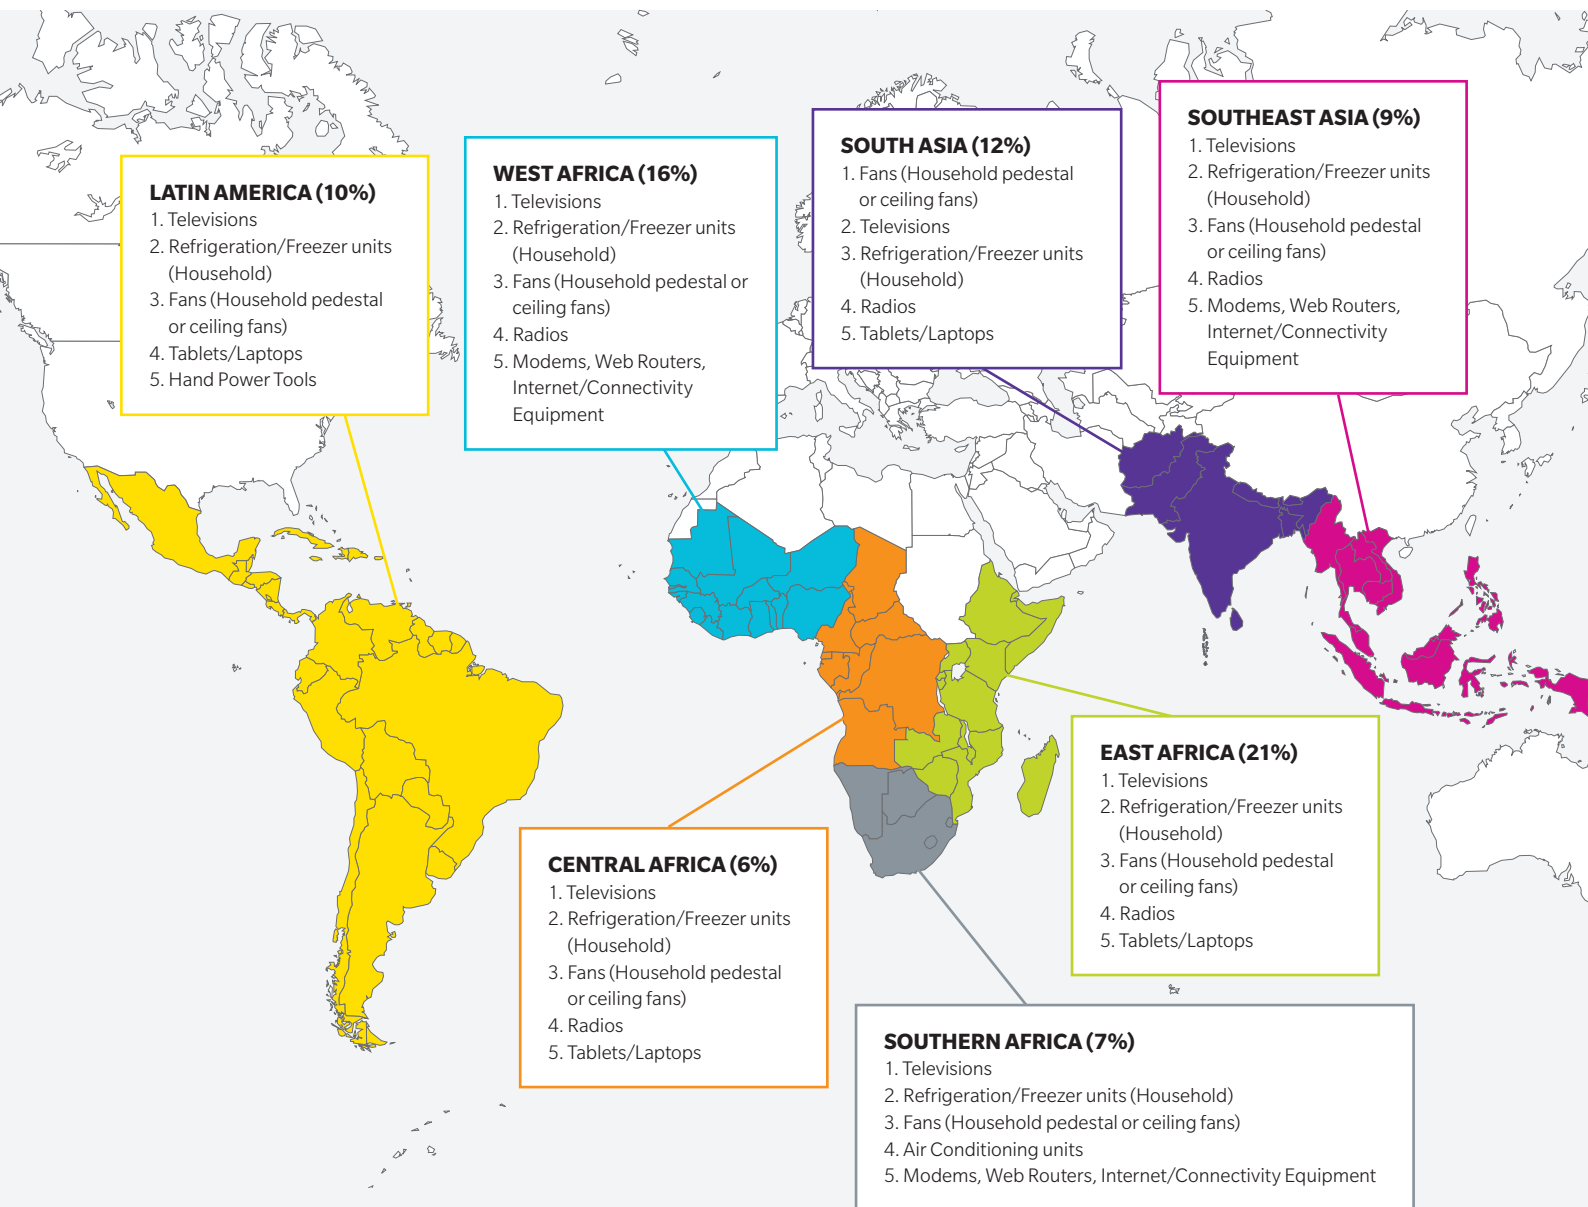 LATIN AMERICA (10%)
1. Televisions
2. Refrigeration/Freezer units
(Household)
3. Fans (Household pedestal
or ceiling fans)
4. Tablets/Laptops
5. Hand Power Tools
WEST AFRICA (16%)
1. Televisions
2. Refrigeration/Freezer units
(Household)
3. Fans (Household pedestal or
ceiling fans)
4. Radios
5. Modems, Web Routers,
Internet/Connectivity
Equipment
SOUTH ASIA (12%)
1. Fans (Household pedestal
or ceiling fans)
2. Televisions
3. Refrigeration/Freezer units
(Household)
4. Radios
5. Tablets/Laptops
SOUTHEAST ASIA (9%)
1. Televisions
2. Refrigeration/Freezer units
(Household)
3. Fans (Household pedestal
or ceiling fans)
4. Radios
5. Modems, Web Routers,
Internet/Connectivity
Equipment
CENTRAL AFRICA (6%)
1. Televisions
2. Refrigeration/Freezer units
(Household)
3. Fans (Household pedestal
or ceiling fans)
4. Radios
5. Tablets/Laptops
EAST AFRICA (21%)
1. Televisions
2. Refrigeration/Freezer units
(Household)
3. Fans (Household pedestal
or ceiling fans)
4. Radios
5. Tablets/Laptops
SOUTHERN AFRICA (7%)
1. Televisions
2. Refrigeration/Freezer units (Household)
3. Fans (Household pedestal or ceiling fans)
4. Air Conditioning units
5. Modems, Web Routers, Internet/Connectivity Equipment